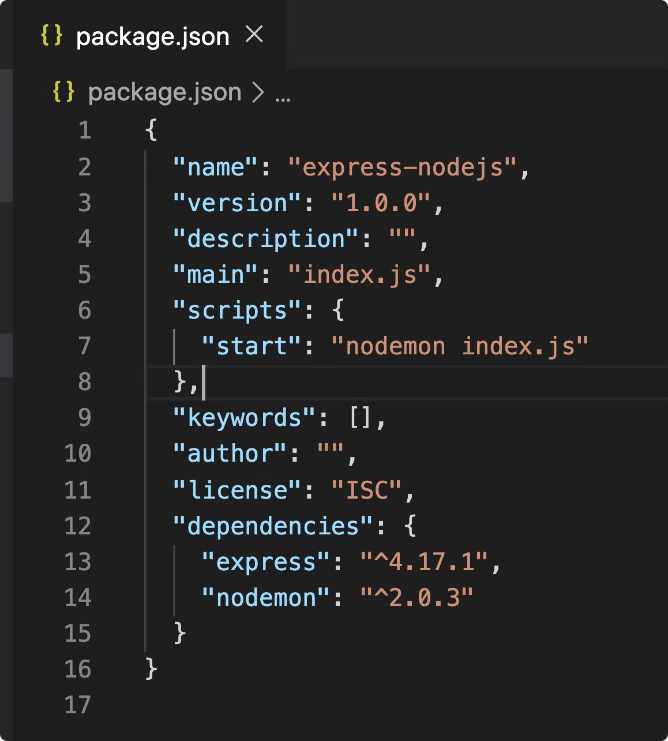 {} package.json ×
{} package.json > ...
1 {
2   "name": "express-nodejs",
3   "version": "1.0.0",
4   "description": "",
5   "main": "index.js",
6   "scripts": {
7     "start": "nodemon index.js"
8   },
9   "keywords": [],
10   "author": "",
11   "license": "ISC",
12   "dependencies": {
13     "express": "^4.17.1",
14     "nodemon": "^2.0.3"
15   }
16 }
17